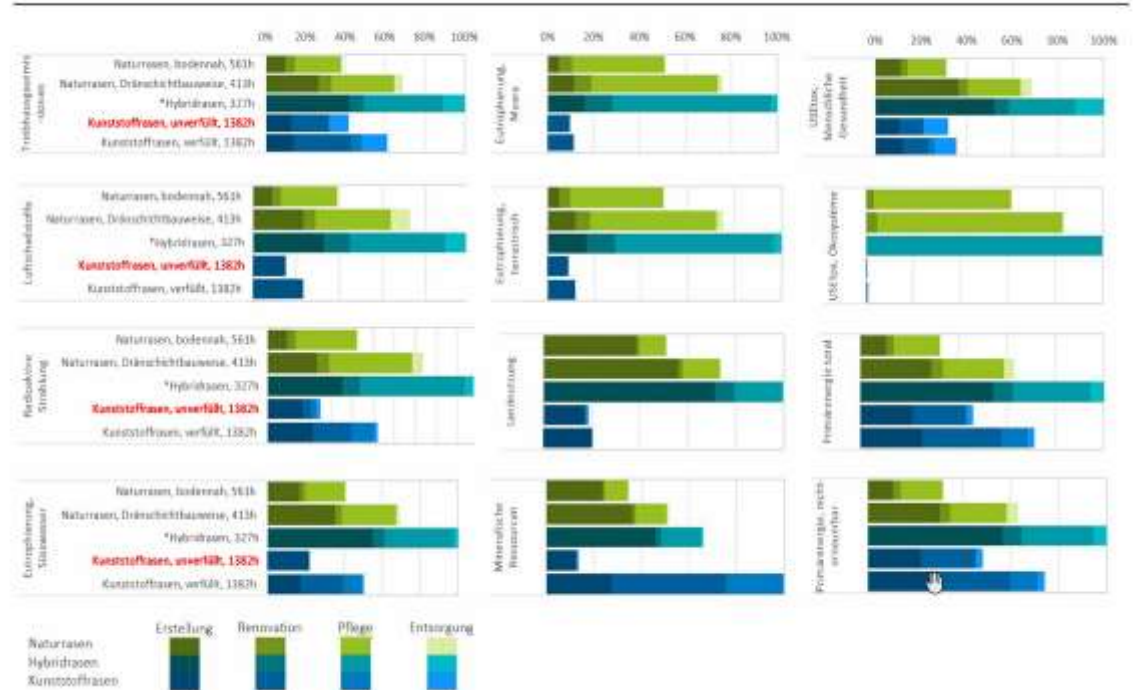 0% 20% 40% 60% 80% 100%
0% 20% 40% 60% 80% 100%
0% 20% 40% 60% 80% 100%
Naturrasen, bodennah, 561h
Naturrasen, Dränschichtbauweise, 413h
*Hybridrasen, 327h
Kunststoffrasen, unverfüllt, 1382h
Kunststoffrasen, verfüllt, 1382h
Eutrophierung, Meere
USEtox, Menschliche Gesundheit
Luftschadstoffe
Naturrasen, bodennah, 561h
Naturrasen, Dränschichtbauweise, 413h
*Hybridrasen, 327h
Kunststoffrasen, unverfüllt, 1382h
Kunststoffrasen, verfüllt, 1382h
Eutrophierung, Terrestrisch
USEtox, Ökosysteme
Radioaktive Strahlung
Naturrasen, bodennah, 561h
Naturrasen, Dränschichtbauweise, 413h
*Hybridrasen, 327h
Kunststoffrasen, unverfüllt, 1382h
Kunststoffrasen, verfüllt, 1382h
Landnutzung
Primärenergie total
Eutrophierung, Süsswasser
Naturrasen, bodennah, 561h
Naturrasen, Dränschichtbauweise, 413h
*Hybridrasen, 327h
Kunststoffrasen, unverfüllt, 1382h
Kunststoffrasen, verfüllt, 1382h
Mineralische Ressourcen
Primärenergie, nicht-erneuerbar
Erstellung Renovation Pflege Entsorgung
Naturrasen
Hybridrasen
Kunststoffrasen